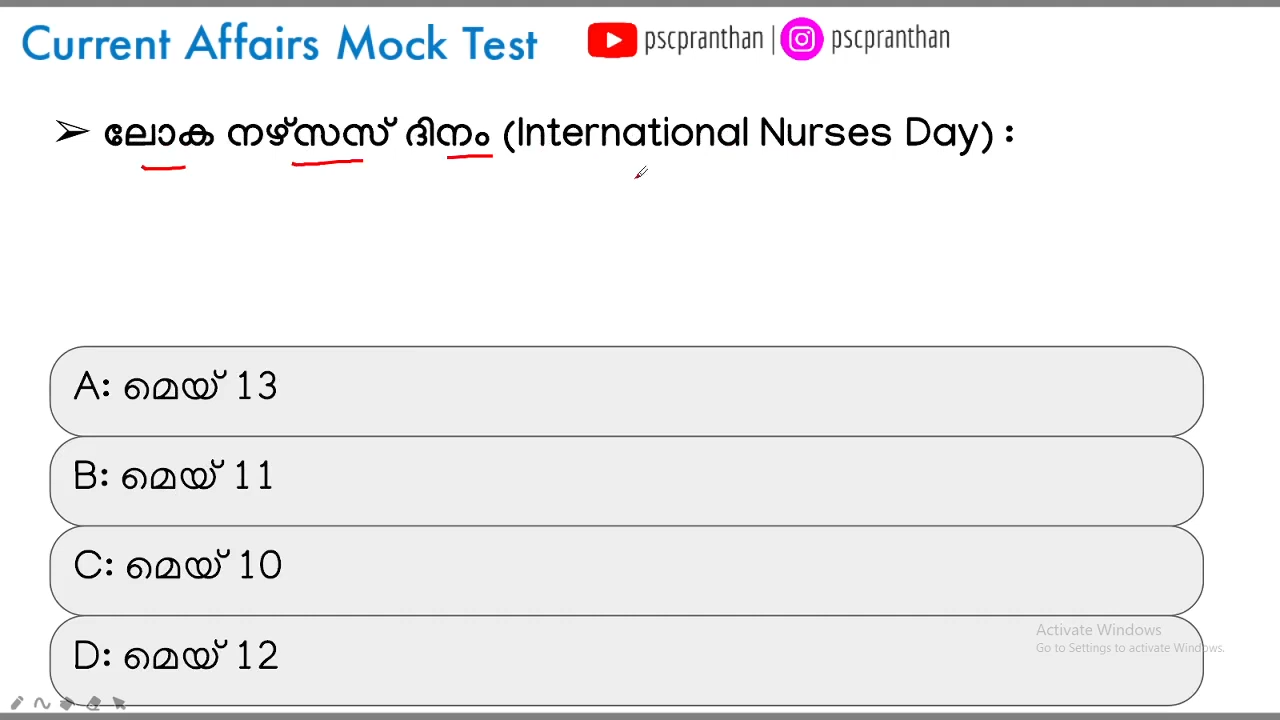 Current Affairs Mock Test
pscpranthan | pscpranthan
➢ ലോക നഴ്സസ് ദിനം (International Nurses Day) :
A: മെയ് 13
B: മെയ് 11
C: മെയ് 10
D: മെയ് 12
Activate Windows
Go to Settings to activate Windows.